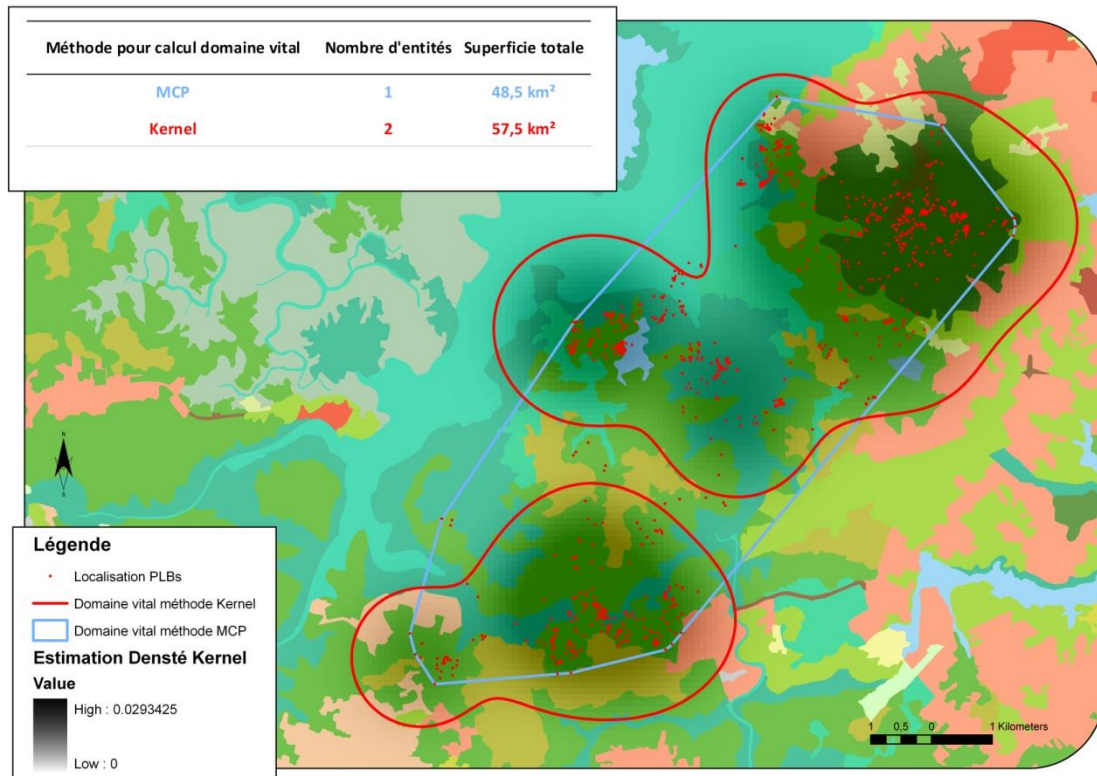 Méthode pour calcul domaine vital Nombre d'entités Superficie totale
MCP 1 48,5 km²
Kernel 2 57,5 km²
N
S
Légende
Localisation PLBs
Domaine vital méthode Kernel
Domaine vital méthode MCP
Estimation Densté Kernel
Value
High : 0.0293425
Low : 0
1 0,5 0 1 Kilometers